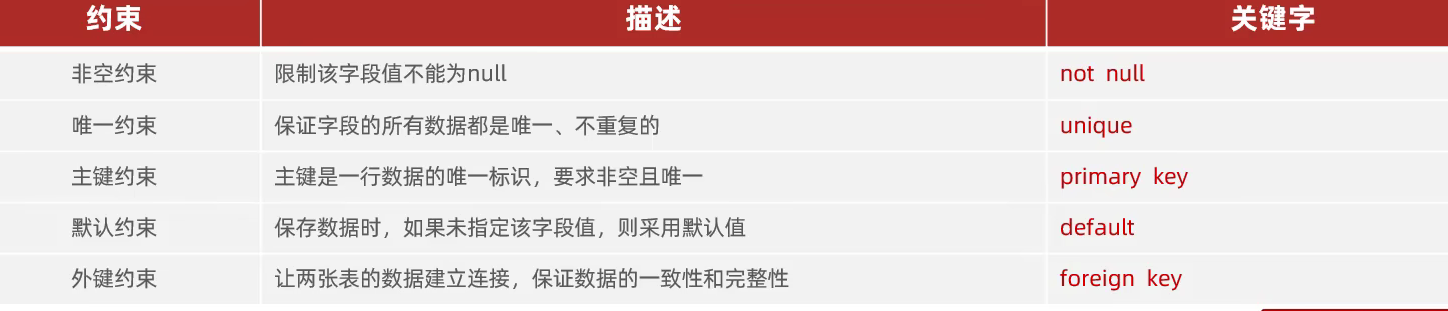 约束 描述 关键字
非空约束 限制该字段值不能为null not null
唯一约束 保证字段的所有数据都是唯一、不重复的 unique
主键约束 主键是一行数据的唯一标识，要求非空且唯一 primary key
默认约束 保存数据时，如果未指定该字段值，则采用默认值 default
外键约束 让两张表的数据建立连接，保证数据的一致性和完整性 foreign key